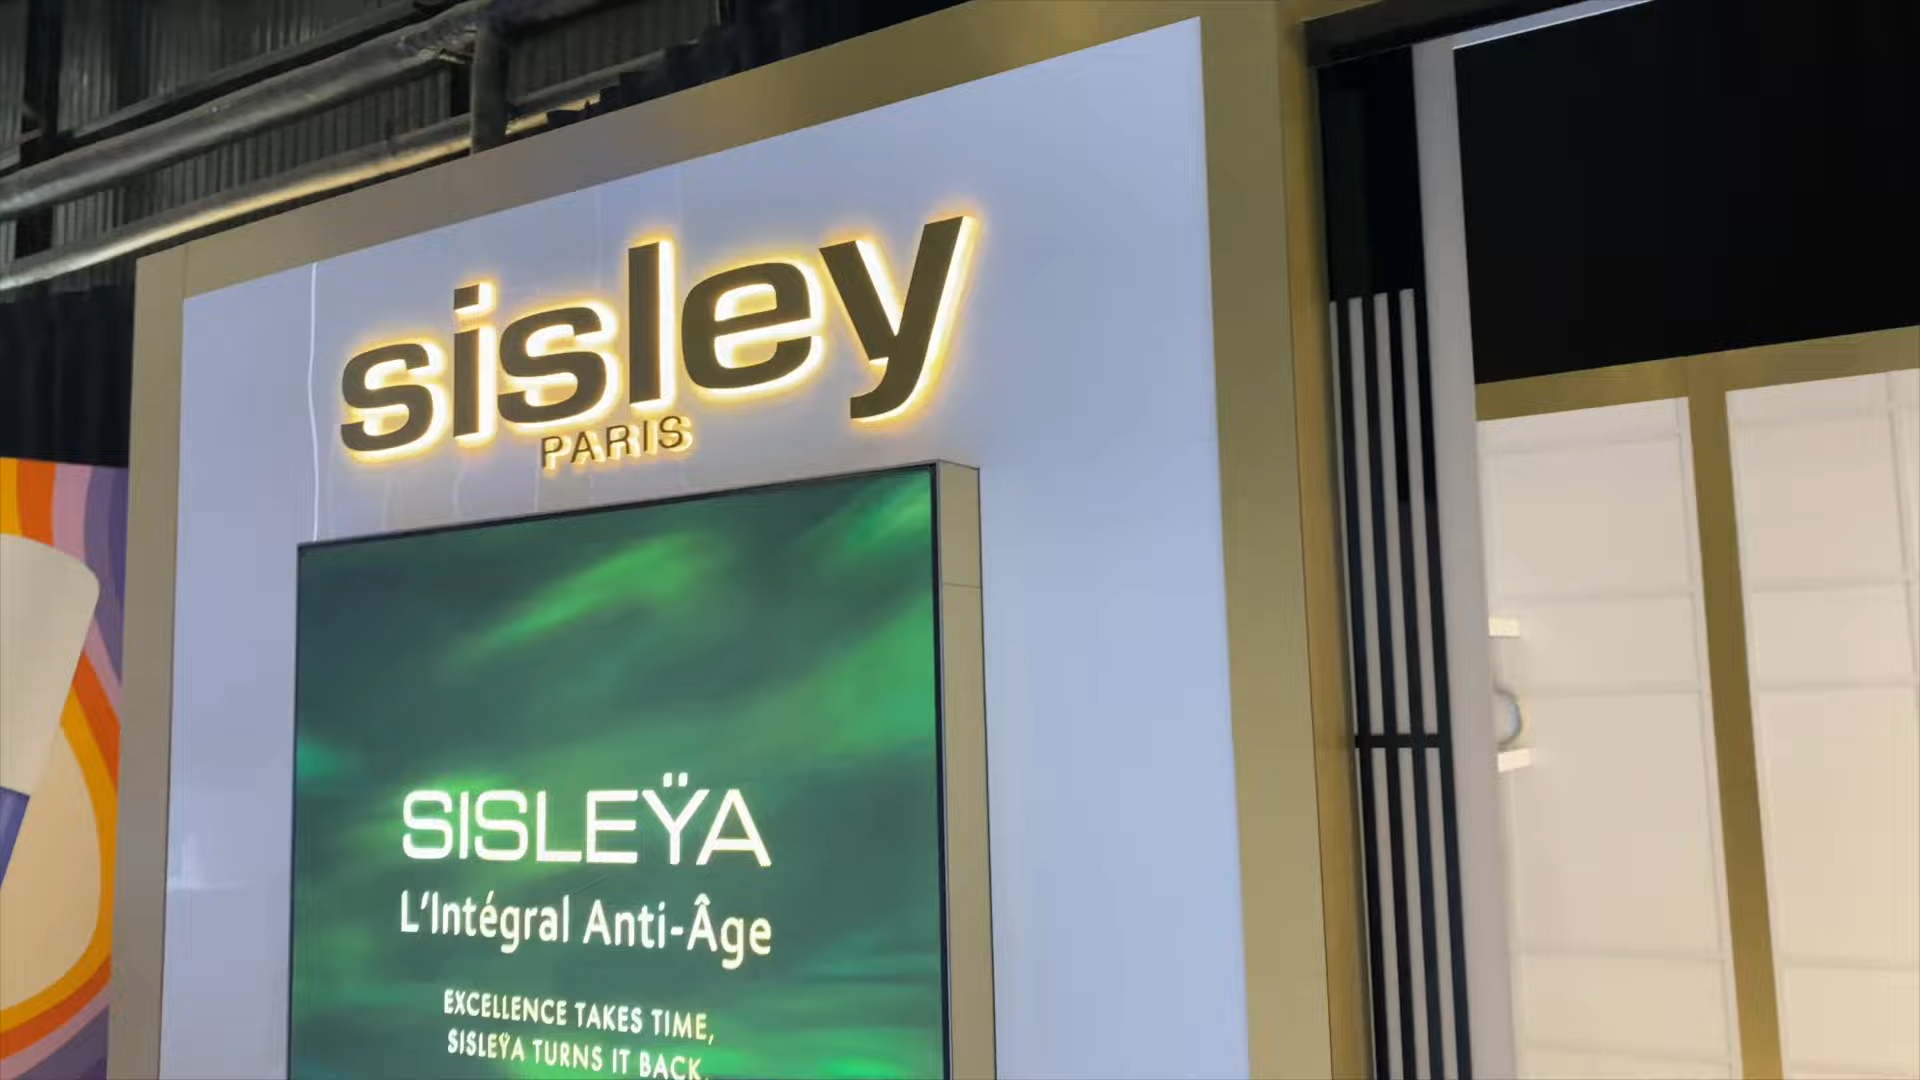 sisley
PARIS
SISLEŸA
L'Intégral Anti-Âge
EXCELLENCE TAKES TIME,
SISLEŸA TURNS IT BACK.